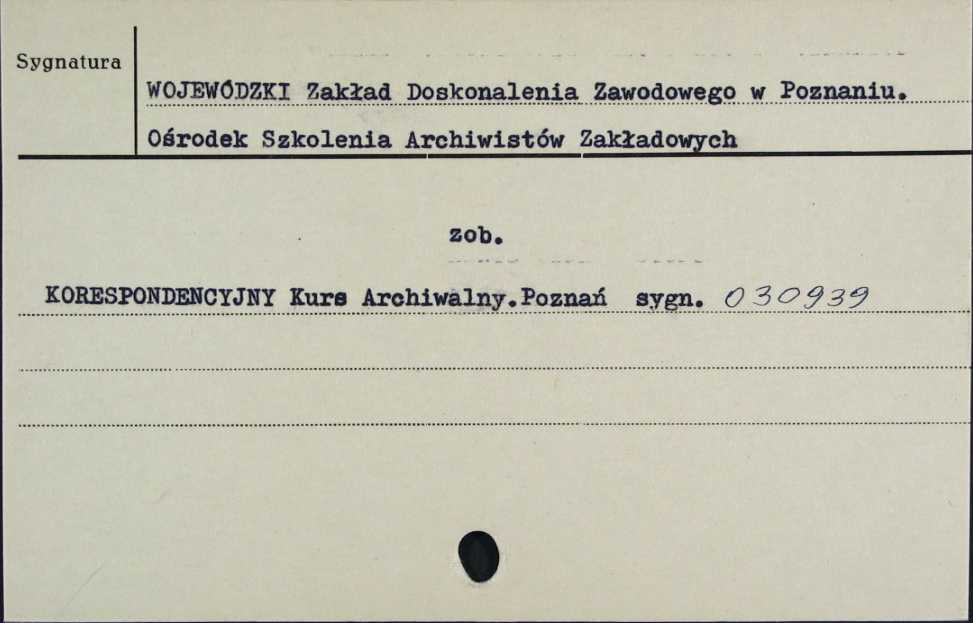 Sygnatura
WOJEWÓDZKI Zakład Doskonalenia Zawodowego w Poznaniu.
Ośrodek Szkolenia Archiwistów Zakładowych
zob.
KORESPONDENCYJNY Kurs Archiwalny.Poznań sygn. 030939